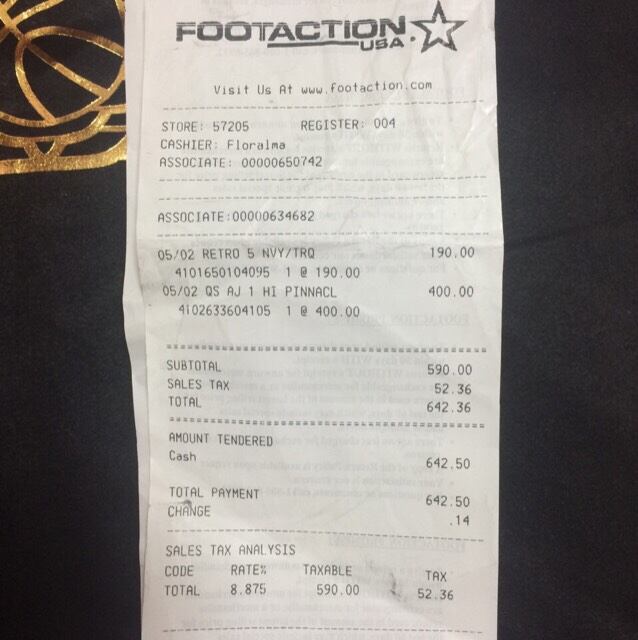 FOOTACTION
USA.
Visit Us At www.footaction.com
STORE: 57205 REGISTER: 004
CASHIER: Floralma
ASSOCIATE: 00000650742
ASSOCIATE:00000634682
05/02 RETRO 5 NVY/TRQ 190.00
4101650104095 1 @ 190.00
05/02 QS AJ 1 HI PINNACL 400.00
4102633604105 1 @ 400.00
SUBTOTAL 590.00
SALES TAX 52.36
TOTAL 642.36
AMOUNT TENDERED
Cash 642.50
TOTAL PAYMENT 642.50
CHANGE .14
SALES TAX ANALYSIS
CODE RATE% TAXABLE TAX
TOTAL 8.875 590.00 52.36